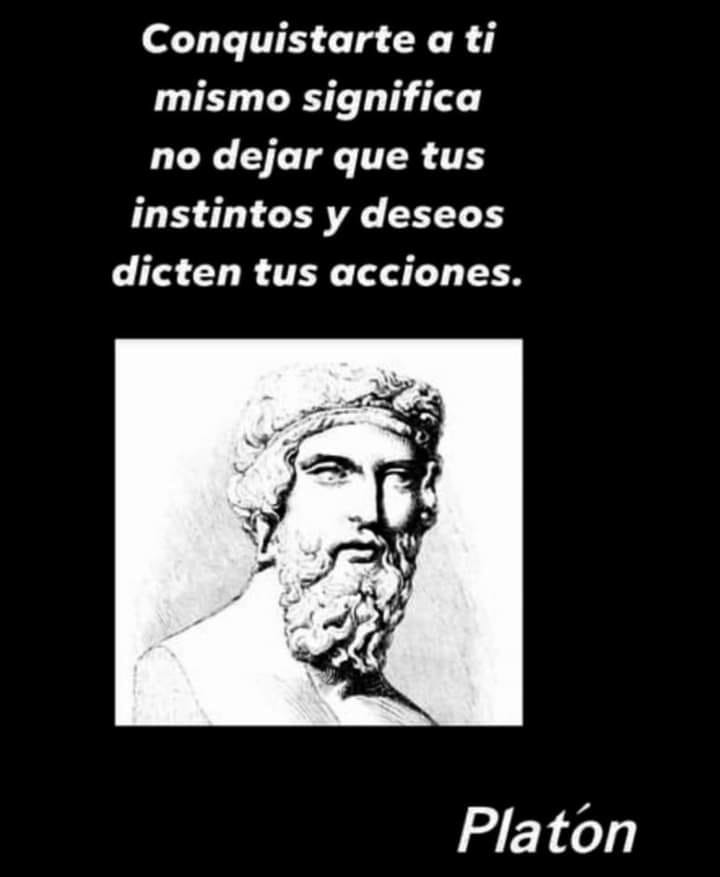 Conquistarte a ti
mismo significa
no dejar que tus
instintos y deseos
dicten tus acciones.
Platón